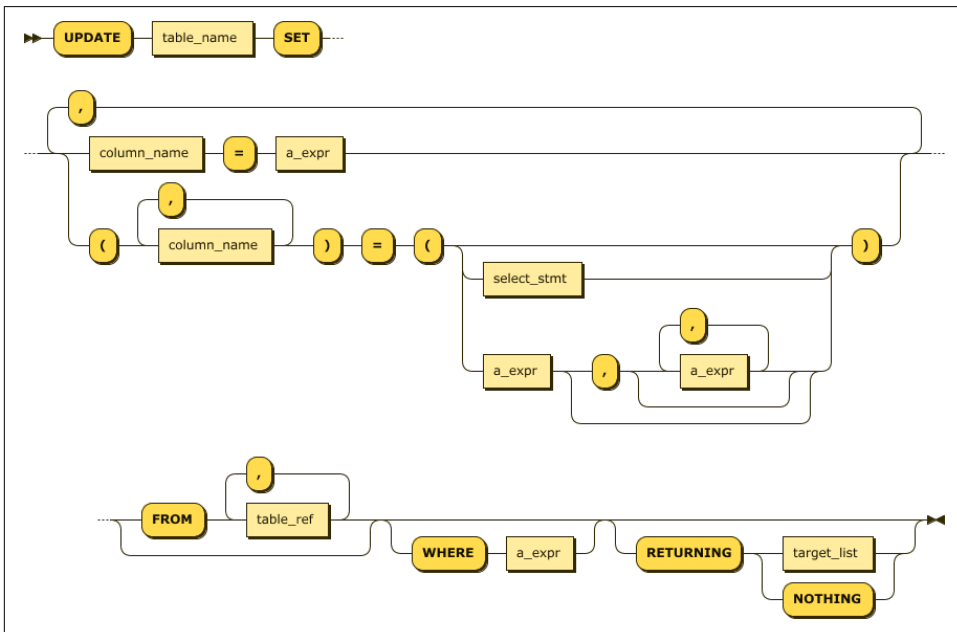 UPDATE table_name SET
,
column_name = a_expr
,
( column_name ) = ( )
select_stmt
,
a_expr , a_expr
,
FROM table_ref
WHERE a_expr RETURNING target_list
NOTHING